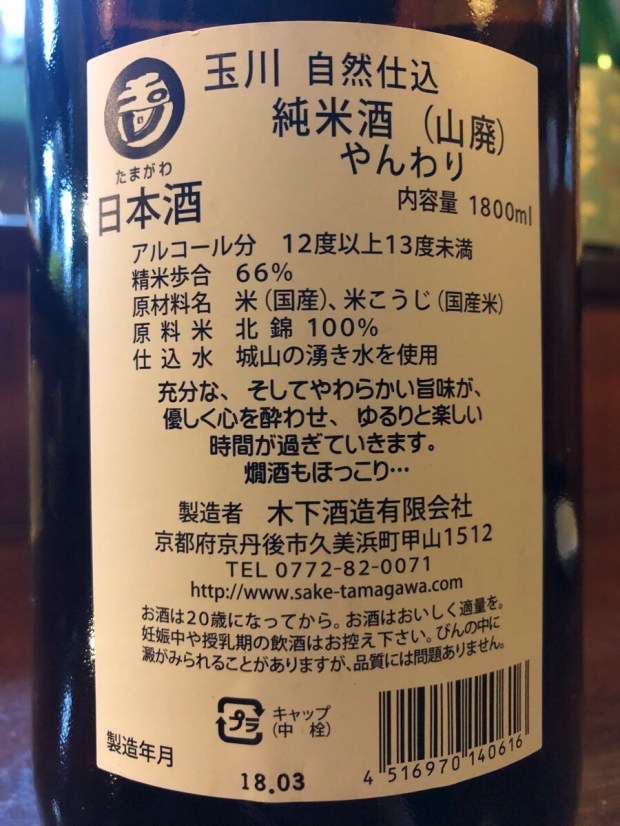 玉川 自然仕込
純米酒（山廃）
やんわり
たまがわ
日本酒
内容量 1800ml
アルコール分 12度以上13度未満
精米歩合 66%
原材料名 米（国産）、米こうじ（国産米）
原料米 北錦 100%
仕込水 城山の湧き水を使用
充分な、そしてやわらかい旨味が、
優しく心を酔わせ、ゆるりと楽しい
時間が過ぎていきます。
燗酒もほっこり…
製造者 木下酒造有限会社
京都府京丹後市久美浜町甲山1512
TEL 0772-82-0071
http://www.sake-tamagawa.com
お酒は20歳になってから。お酒はおいしく適量を。
妊娠中や授乳期の飲酒はお控え下さい。びんの中に
澱がみられることがありますが、品質には問題ありません。
プラ
キャップ
（中 栓）
製造年月
18.03
4 516970 140616